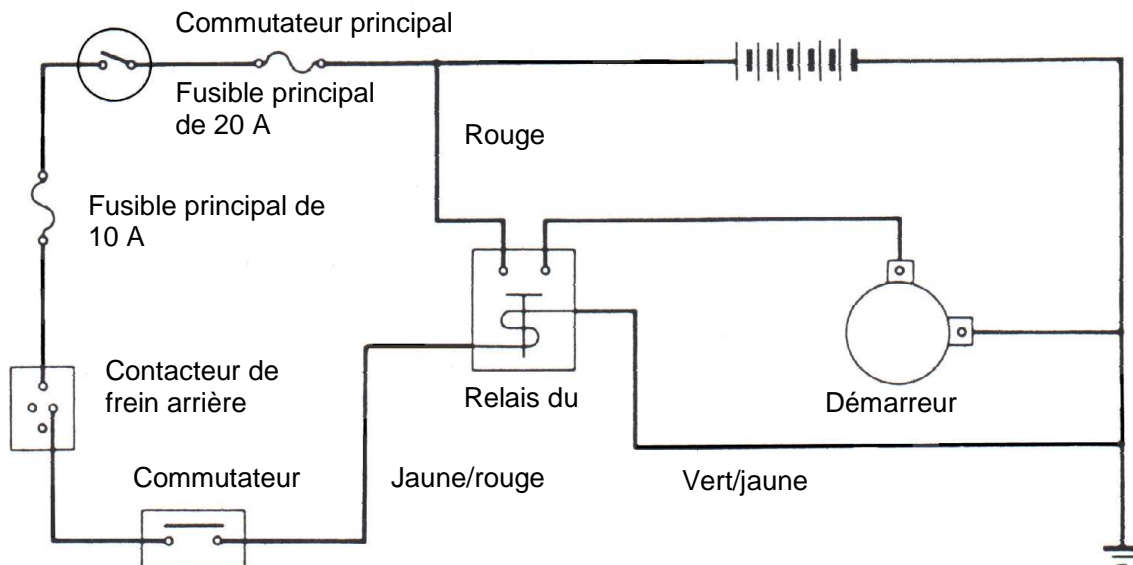 Commutateur principal
Fusible principal
de 20 A
Rouge
Fusible principal de
10 A
Contacteur de
frein arrière
Relais du
Démarreur
Commutateur
Jaune/rouge
Vert/jaune